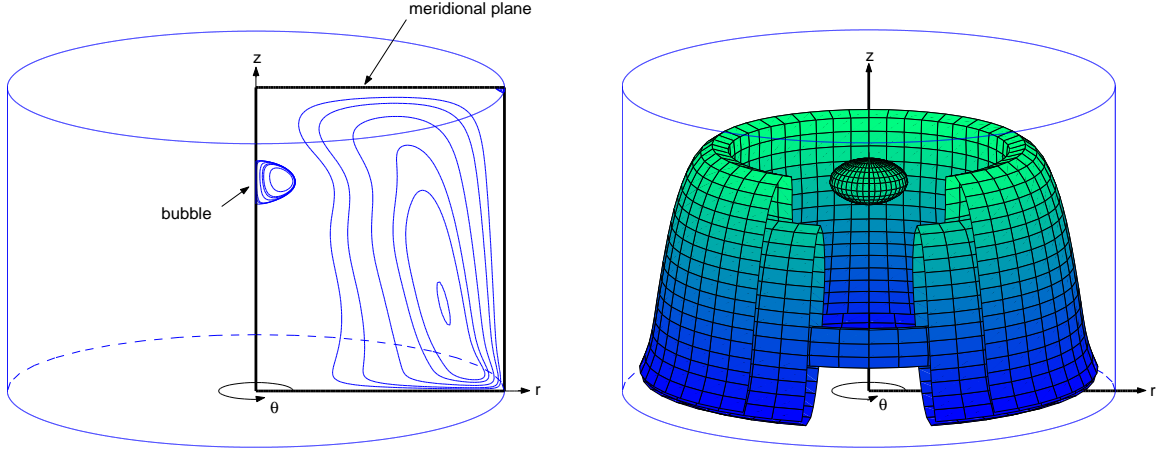 meridional plane
z
z
bubble
r
r
θ
θ